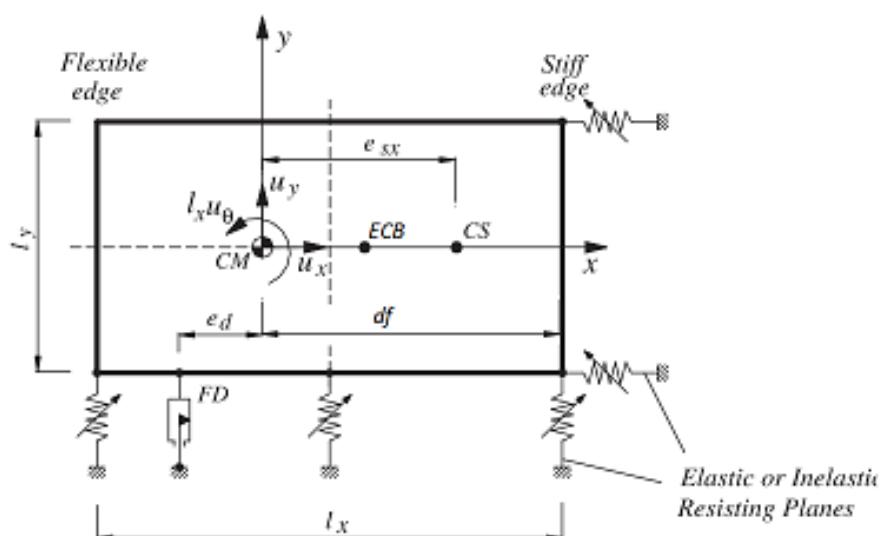 y
Flexible
edge
Stiff
edge
e sx
u y
l x u θ
l y
ECB
CS
CM
u x
x
e d
df
FD
Elastic or Inelastic
Resisting Planes
l x